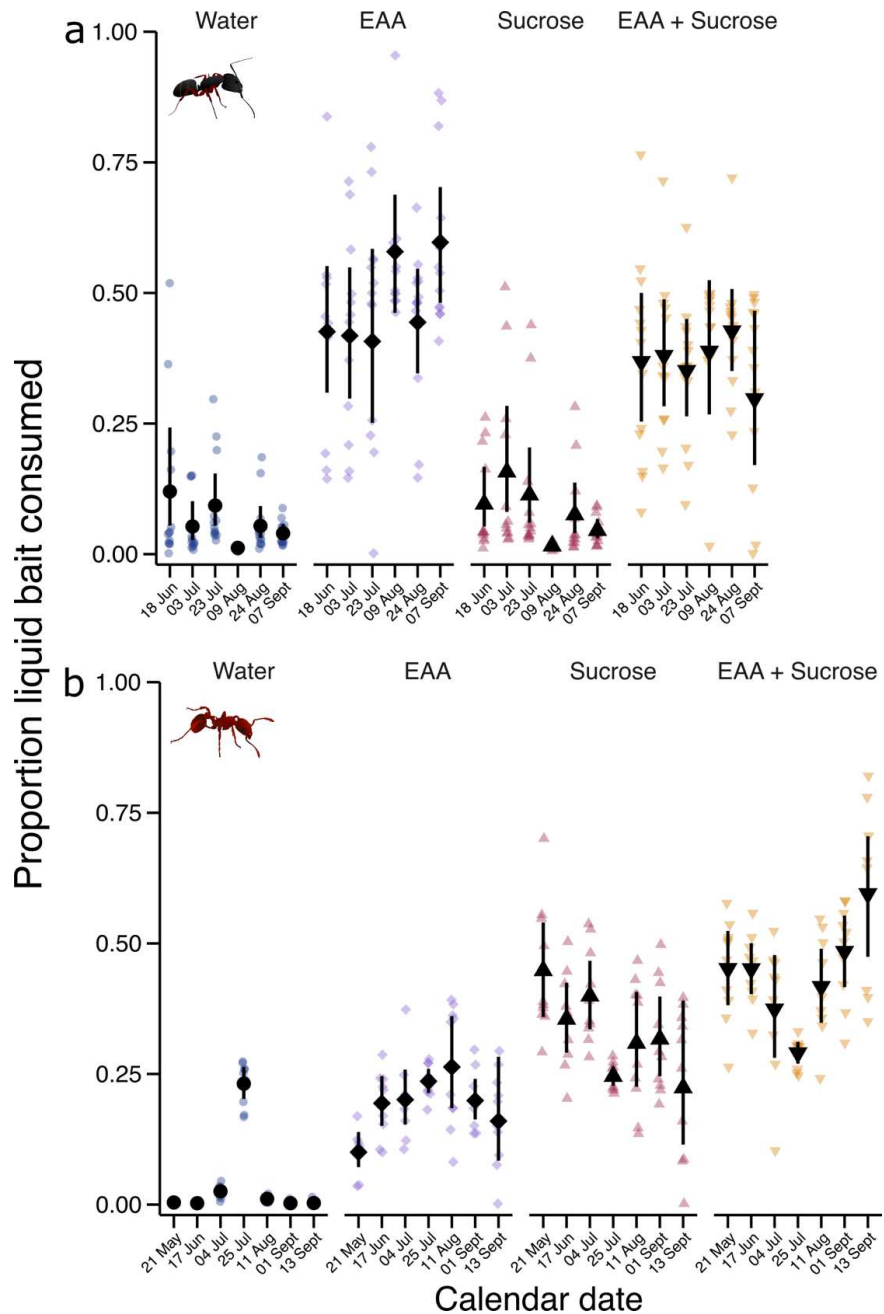 a
Water EAA Sucrose EAA + Sucrose
1.00
0.75
0.50
0.25
0.00
18 Jun 03 Jul 23 Jul 09 Aug 24 Aug 07 Sept 18 Jun 03 Jul 23 Jul 09 Aug 24 Aug 07 Sept 18 Jun 03 Jul 23 Jul 09 Aug 24 Aug 07 Sept 18 Jun 03 Jul 23 Jul 09 Aug 24 Aug 07 Sept
Proportion liquid bait consumed
b
Water EAA Sucrose EAA + Sucrose
1.00
0.75
0.50
0.25
0.00
21 May 17 Jun 04 Jul 25 Jul 11 Aug 01 Sept 13 Sept 21 May 17 Jun 04 Jul 25 Jul 11 Aug 01 Sept 13 Sept 21 May 17 Jun 04 Jul 25 Jul 11 Aug 01 Sept 13 Sept 21 May 17 Jun 04 Jul 25 Jul 11 Aug 01 Sept 13 Sept
Calendar date